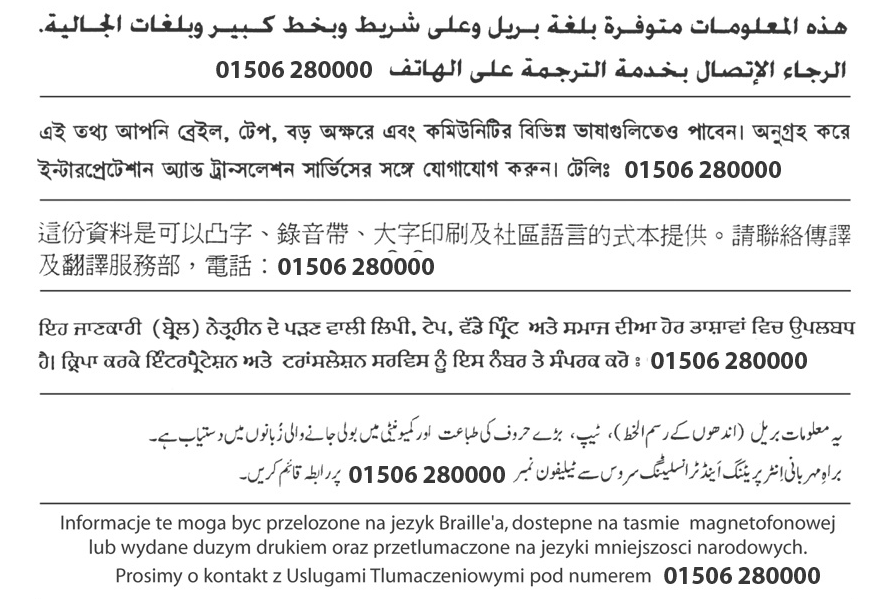 هذه المعلومات متوفرة بلغة بريل وعلى شريط وبخط كبير وبلغات الجالية.
الرجاء الإتصال بخدمة الترجمة على الهاتف 01506 280000
এই তথ্য আপনি ব্রেইল, টেপ, বড় অক্ষরে এবং কমিউনিটির বিভিন্ন ভাষাগুলিতেও পাবেন। অনুগ্রহ করে
ইন্টারপ্রেটেশান অ্যান্ড ট্রান্সলেশন সার্ভিসের সঙ্গে যোগাযোগ করুন। টেলিঃ 01506 280000
這份資料是可以凸字、錄音帶、大字印刷及社區語言的式本提供。請聯絡傳譯
及翻譯服務部，電話：01506 280000
ਇਹ ਜਾਣਕਾਰੀ (ਬ੍ਰੇਲ) ਨੇਤ੍ਰਹੀਨ ਦੇ ਪੜਣ ਵਾਲੀ ਲਿਪੀ, ਟੇਪ, ਵੱਡੇ ਪ੍ਰਿੰਟ ਅਤੇ ਸਮਾਜ ਦੀਆ ਹੋਰ ਭਾਸ਼ਾਵਾਂ ਵਿਚ ਉਪਲਬਧ
ਹੈ। ਕ੍ਰਿਪਾ ਕਰਕੇ ਇੰਟਰਪ੍ਰੈਟੇਸ਼ਨ ਅਤੇ ਟਰਾਂਸਲੇਸ਼ਨ ਸਰਵਿਸ ਨੂੰ ਇਸ ਨੰਬਰ ਤੇ ਸੰਪਰਕ ਕਰੋ : 01506 280000
یہ معلومات بریل (اندھوں کے رسم الخط)، ٹیپ، بڑے حروف کی طباعت اور کمیونٹی میں بولی جانے والی زُبانوں میں دستیاب ہے۔
براہِ مہربانی اِنٹرپریٹنگ اَینڈ ٹرانسلیٹنگ سروس سے ٹیلیفون نمبر 01506 280000 پر رابطہ قائم کریں۔
Informacje te moga byc przelozone na jezyk Braille'a, dostepne na tasmie magnetofonowej
lub wydane duzym drukiem oraz przetlumaczone na jezyki mniejszosci narodowych.
Prosimy o kontakt z Uslugami Tlumaczeniowymi pod numerem 01506 280000